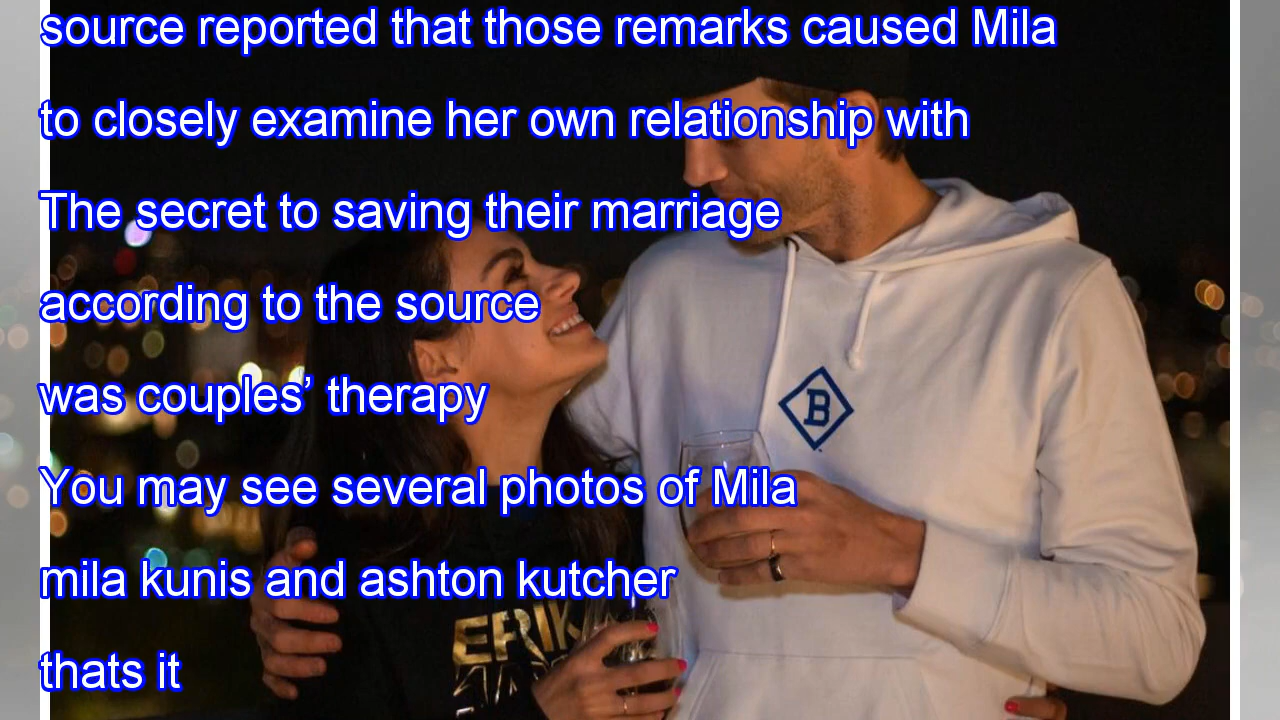 source reported that those remarks caused Mila
to closely examine her own relationship with
The secret to saving their marriage
according to the source
was couples’ therapy
You may see several photos of Mila
mila kunis and ashton kutcher
thats it
B
ERIK